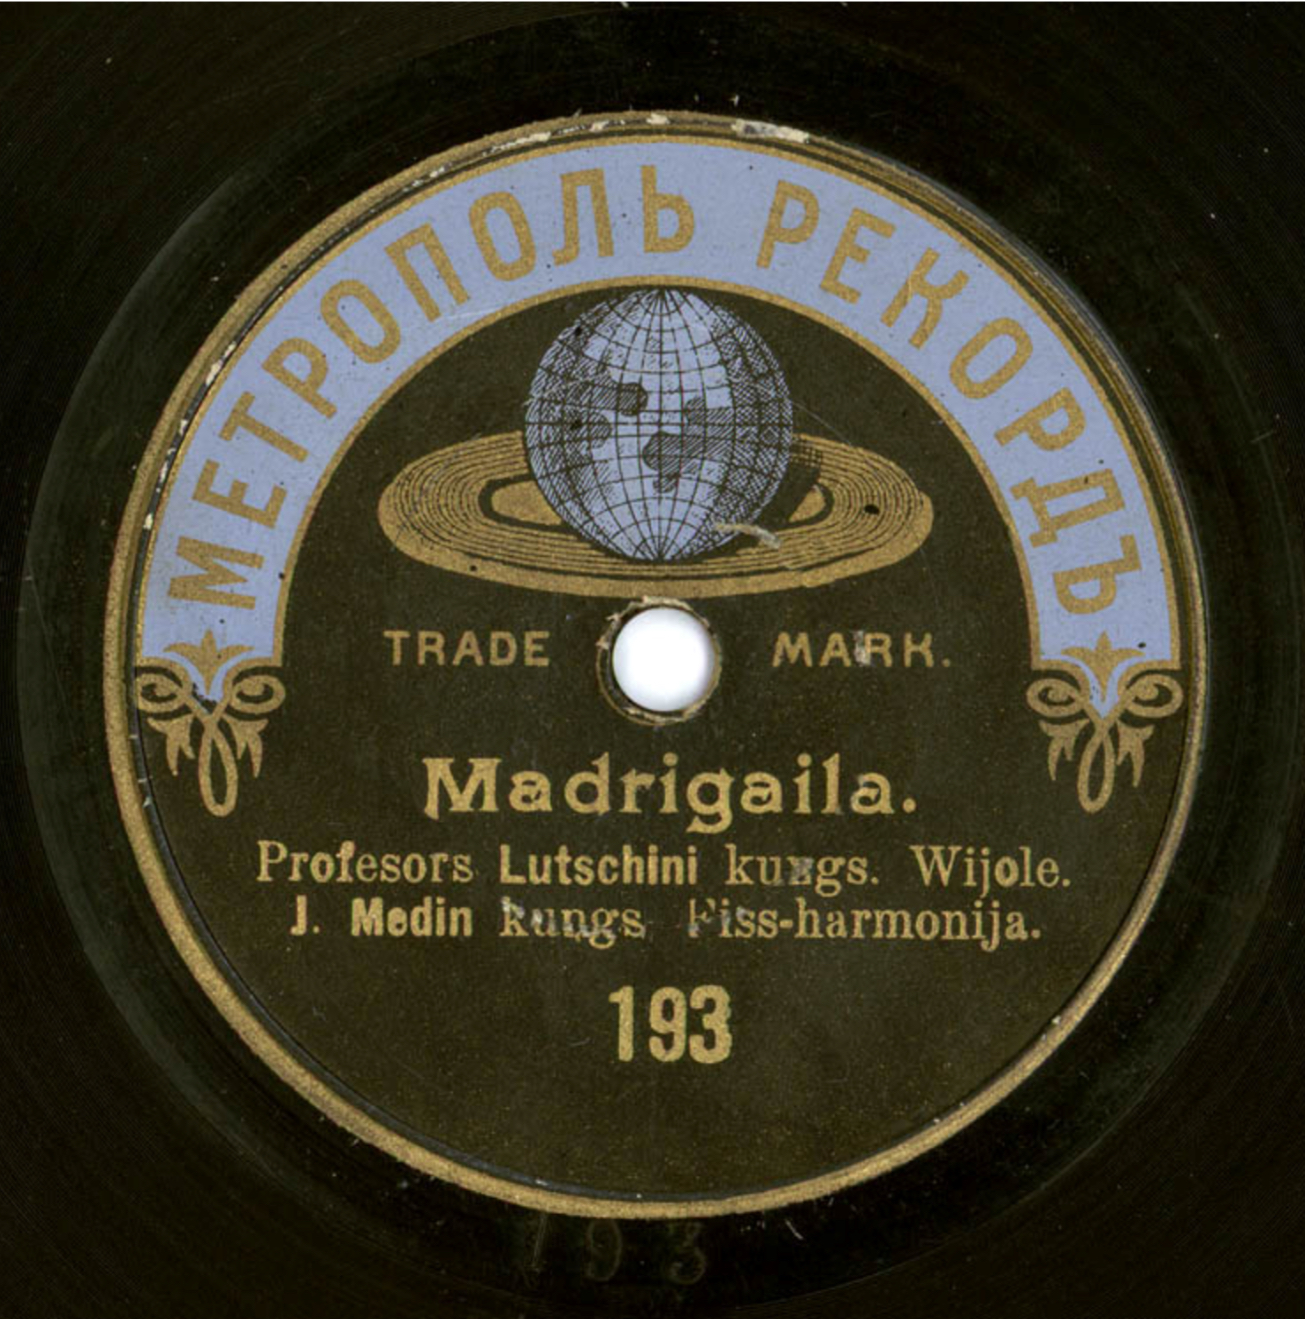 МЕТРОПОЛЬ РЕКОРДЪ
TRADE MARK.
Madrigaila.
Profesors Lutschini kungs. Wijole.
J. Medin kungs Fiss-harmonija.
193
193